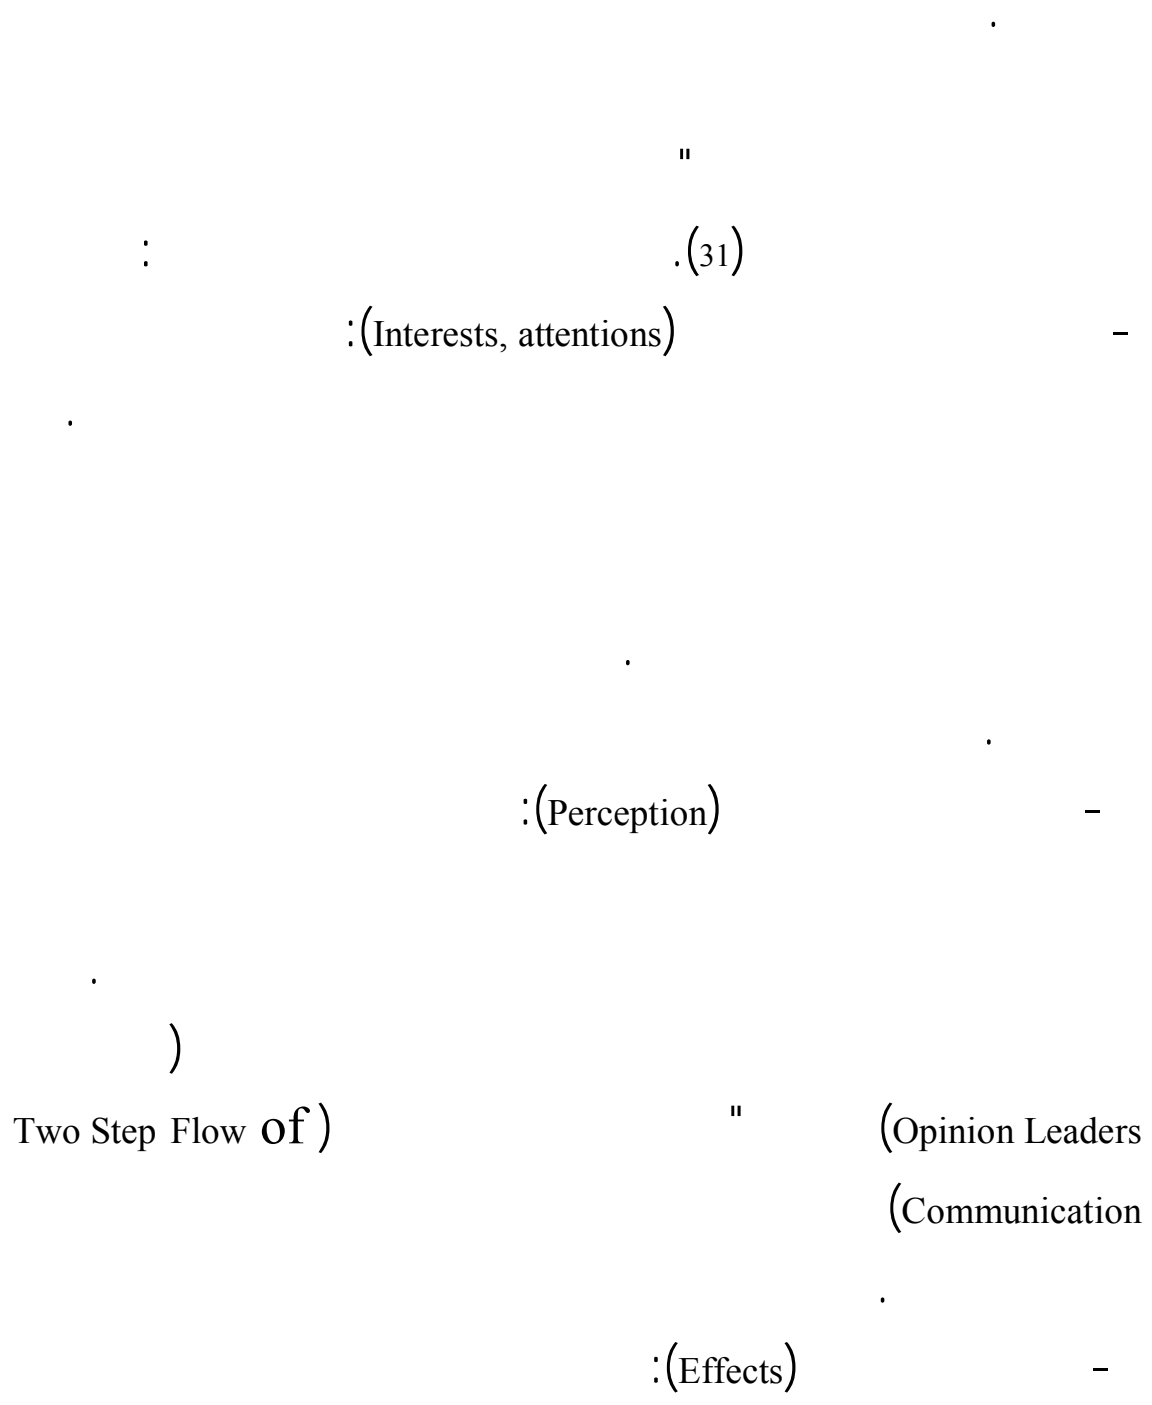 .
"
(31). :
- (Interests, attentions):
.
.
.
- (Perception):
.
(
Opinion Leaders) " (Two Step Flow of
Communication)
.
- (Effects):